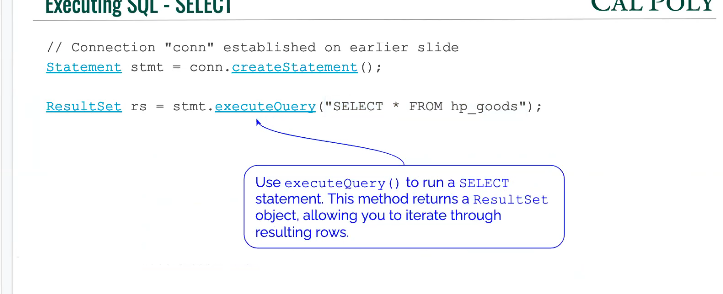 Executing SQL - SELECT
CAL POLY
// Connection "conn" established on earlier slide
Statement stmt = conn.createStatement();
ResultSet rs = stmt.executeQuery("SELECT * FROM hp_goods");
Use executeQuery() to run a SELECT
statement. This method returns a ResultSet
object, allowing you to iterate through
resulting rows.